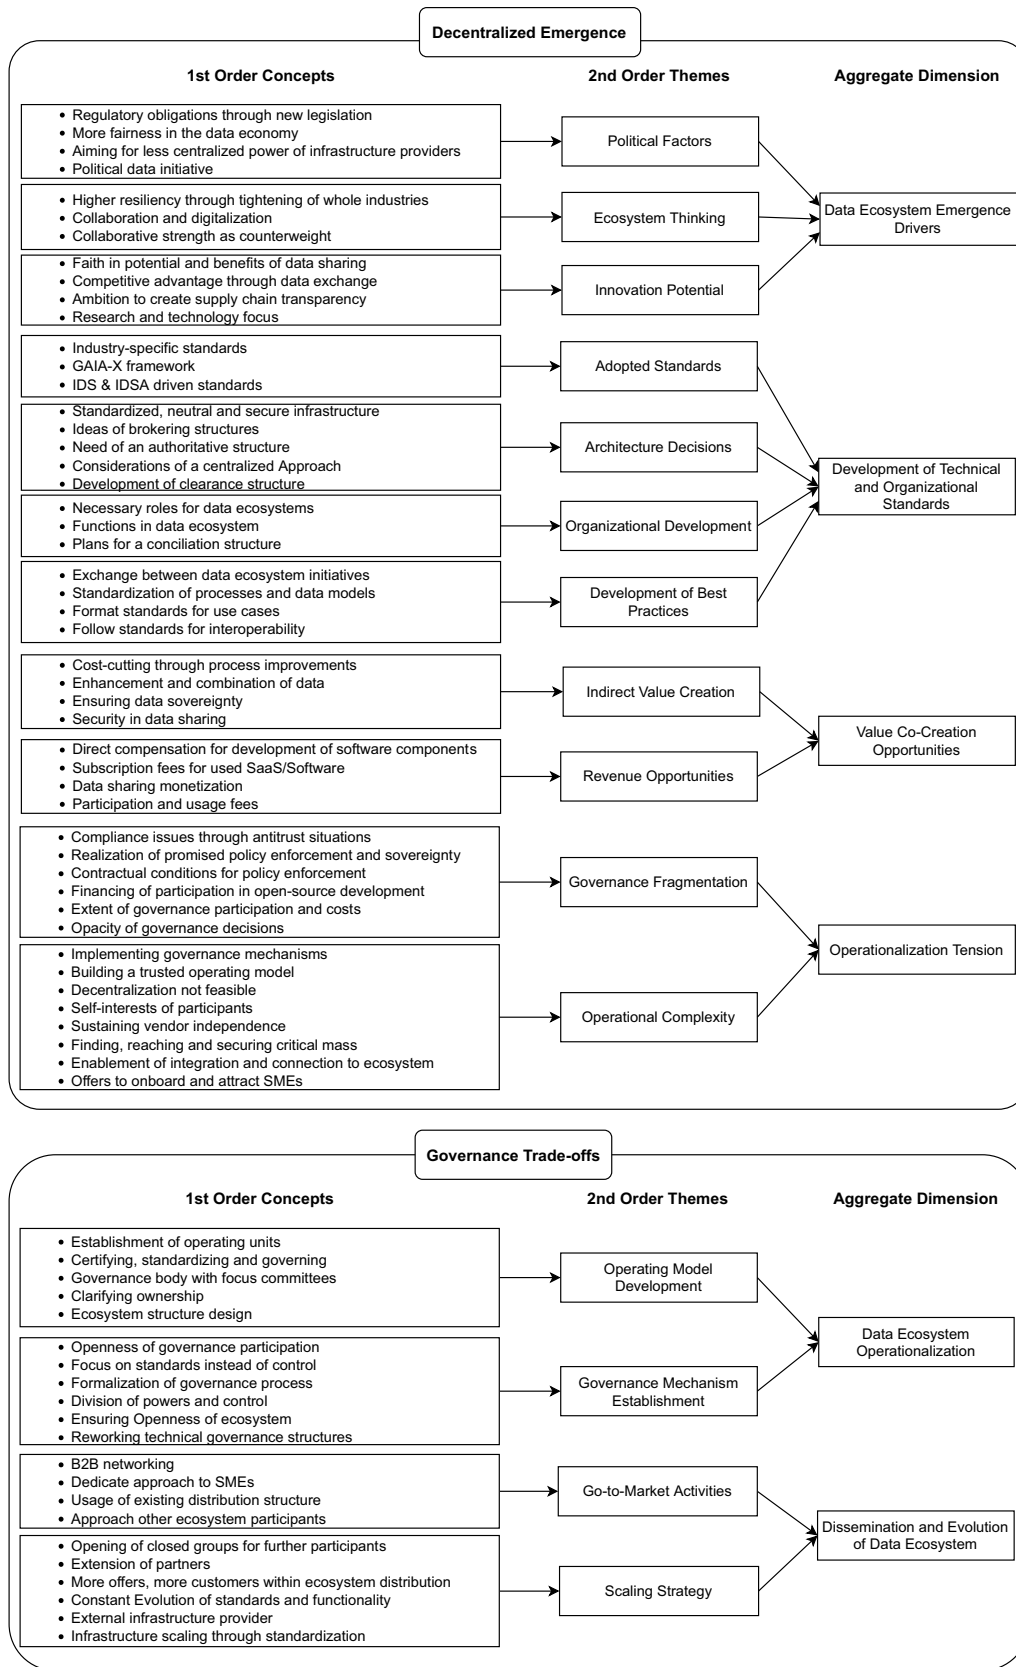 Decentralized Emergence
1st Order Concepts
2nd Order Themes
Aggregate Dimension
• Regulatory obligations through new legislation
• More fairness in the data economy
• Aiming for less centralized power of infrastructure providers
• Political data initiative
Political Factors
• Higher resiliency through tightening of whole industries
• Collaboration and digitalization
• Collaborative strength as counterweight
Ecosystem Thinking
• Faith in potential and benefits of data sharing
• Competitive advantage through data exchange
• Ambition to create supply chain transparency
• Research and technology focus
Innovation Potential
Data Ecosystem Emergence
Drivers
• Industry-specific standards
• GAIA-X framework
• IDS & IDSA driven standards
Adopted Standards
• Standardized, neutral and secure infrastructure
• Ideas of brokering structures
• Need of an authoritative structure
• Considerations of a centralized Approach
• Development of clearance structure
Architecture Decisions
• Necessary roles for data ecosystems
• Functions in data ecosystem
• Plans for a conciliation structure
Organizational Development
• Exchange between data ecosystem initiatives
• Standardization of processes and data models
• Format standards for use cases
• Follow standards for interoperability
Development of Best
Practices
Development of Technical
and Organizational
Standards
• Cost-cutting through process improvements
• Enhancement and combination of data
• Ensuring data sovereignty
• Security in data sharing
Indirect Value Creation
• Direct compensation for development of software components
• Subscription fees for used SaaS/Software
• Data sharing monetization
• Participation and usage fees
Revenue Opportunities
Value Co-Creation
Opportunities
• Compliance issues through antitrust situations
• Realization of promised policy enforcement and sovereignty
• Contractual conditions for policy enforcement
• Financing of participation in open-source development
• Extent of governance participation and costs
• Opacity of governance decisions
Governance Fragmentation
• Implementing governance mechanisms
• Building a trusted operating model
• Decentralization not feasible
• Self-interests of participants
• Sustaining vendor independence
• Finding, reaching and securing critical mass
• Enablement of integration and connection to ecosystem
• Offers to onboard and attract SMEs
Operational Complexity
Operationalization Tension
Governance Trade-offs
1st Order Concepts
2nd Order Themes
Aggregate Dimension
• Establishment of operating units
• Certifying, standardizing and governing
• Governance body with focus committees
• Clarifying ownership
• Ecosystem structure design
Operating Model
Development
• Openness of governance participation
• Focus on standards instead of control
• Formalization of governance process
• Division of powers and control
• Ensuring Openness of ecosystem
• Reworking technical governance structures
Governance Mechanism
Establishment
Data Ecosystem
Operationalization
• B2B networking
• Dedicate approach to SMEs
• Usage of existing distribution structure
• Approach other ecosystem participants
Go-to-Market Activities
• Opening of closed groups for further participants
• Extension of partners
• More offers, more customers within ecosystem distribution
• Constant Evolution of standards and functionality
• External infrastructure provider
• Infrastructure scaling through standardization
Scaling Strategy
Dissemination and Evolution
of Data Ecosystem